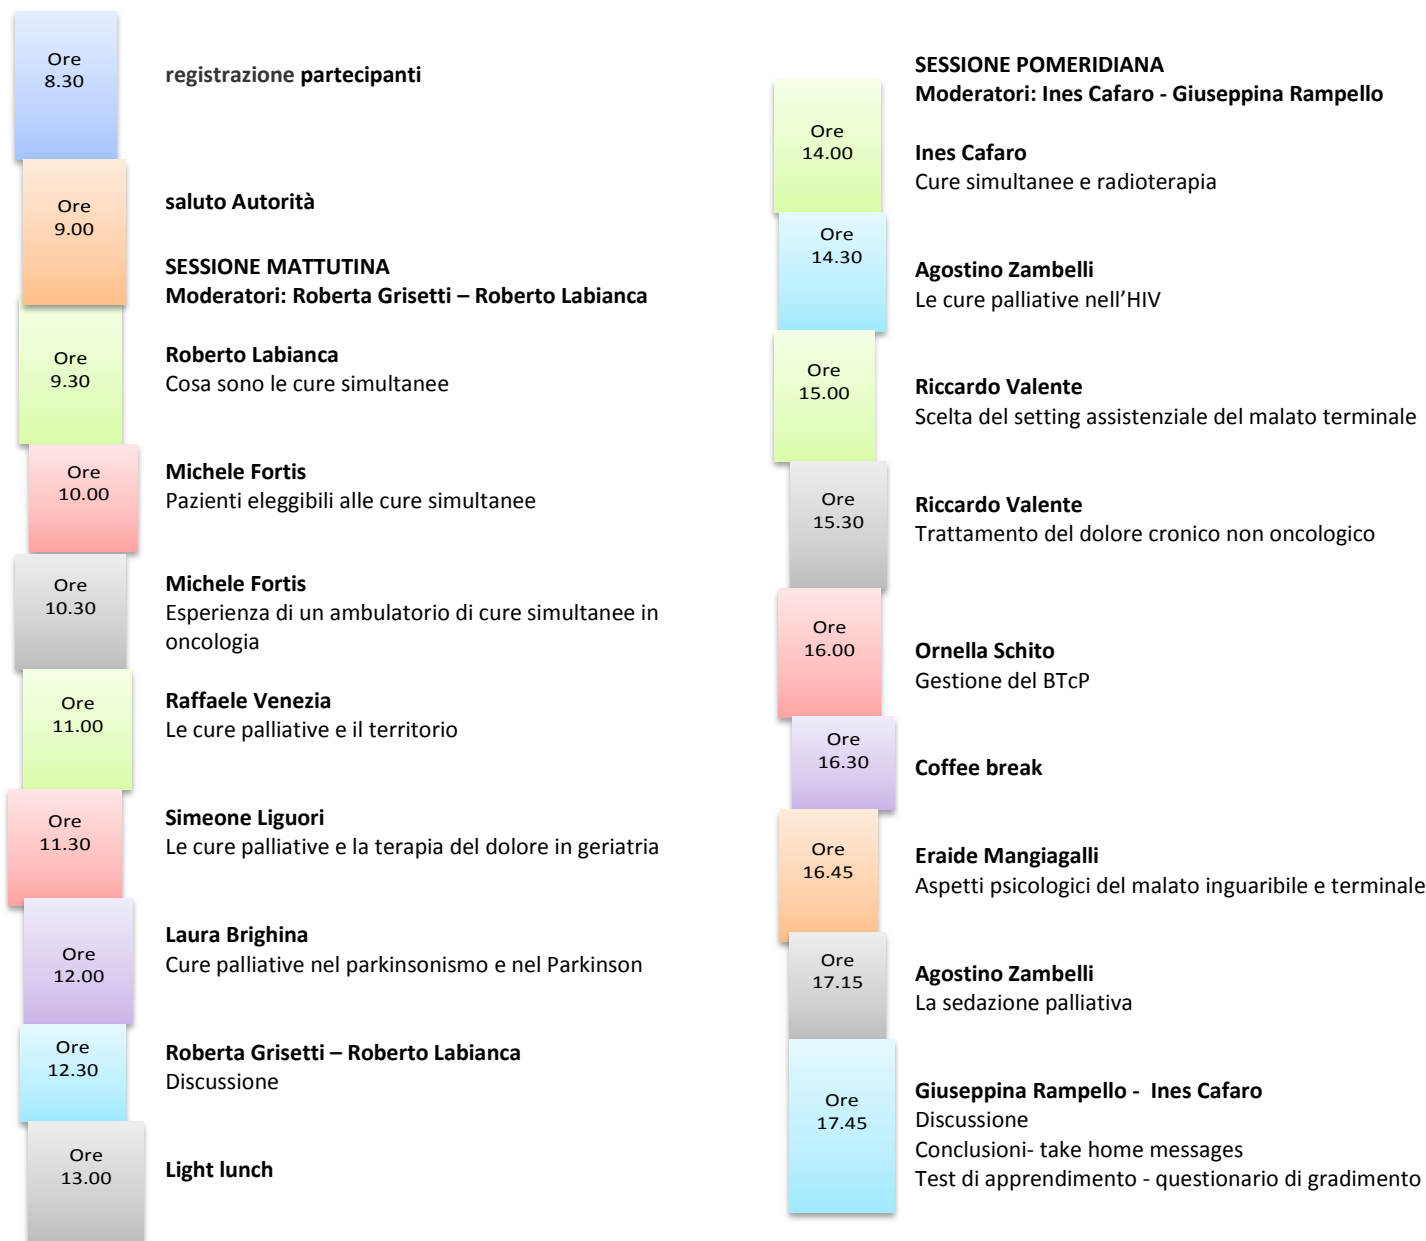 Ore
8.30
registrazione partecipanti
Ore
9.00
saluto Autorità
SESSIONE MATTUTINA
Moderatori: Roberta Grisetti – Roberto Labianca
Ore
9.30
Roberto Labianca
Cosa sono le cure simultanee
Ore
10.00
Michele Fortis
Pazienti eleggibili alle cure simultanee
Ore
10.30
Michele Fortis
Esperienza di un ambulatorio di cure simultanee in
oncologia
Ore
11.00
Raffaele Venezia
Le cure palliative e il territorio
Ore
11.30
Simeone Liguori
Le cure palliative e la terapia del dolore in geriatria
Ore
12.00
Laura Brighina
Cure palliative nel parkinsonismo e nel Parkinson
Ore
12.30
Roberta Grisetti – Roberto Labianca
Discussione
Ore
13.00
Light lunch
SESSIONE POMERIDIANA
Moderatori: Ines Cafaro - Giuseppina Rampello
Ore
14.00
Ines Cafaro
Cure simultanee e radioterapia
Ore
14.30
Agostino Zambelli
Le cure palliative nell’HIV
Ore
15.00
Riccardo Valente
Scelta del setting assistenziale del malato terminale
Ore
15.30
Riccardo Valente
Trattamento del dolore cronico non oncologico
Ore
16.00
Ornella Schito
Gestione del BTcP
Ore
16.30
Coffee break
Ore
16.45
Eraide Mangiagalli
Aspetti psicologici del malato inguaribile e terminale
Ore
17.15
Agostino Zambelli
La sedazione palliativa
Ore
17.45
Giuseppina Rampello - Ines Cafaro
Discussione
Conclusioni- take home messages
Test di apprendimento - questionario di gradimento